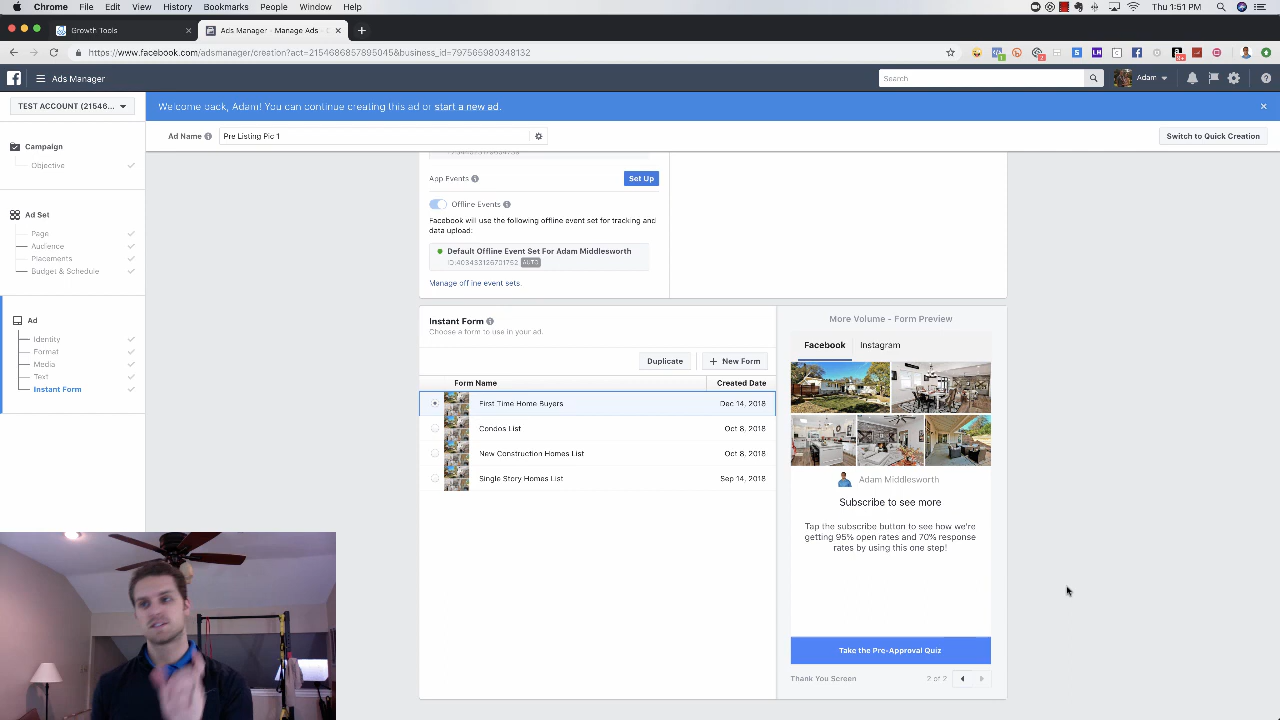 Chrome File Edit View History Bookmarks People Window Help
Thu 1:51 PM
Growth Tools
Ads Manager - Manage Ads -
https://www.facebook.com/adsmanager/creation?act=2154686857895045&business_id=797565980348132
Ads Manager
Search
Adam
TEST ACCOUNT (21546...
Welcome back, Adam! You can continue creating this ad or start a new ad.
Ad Name
Pre Listing Pic 1
Switch to Quick Creation
Campaign
Objective
Ad Set
Page
Audience
Placements
Budget & Schedule
Ad
Identity
Format
Media
Text
Instant Form
App Events
Set Up
Offline Events
Facebook will use the following offline event set for tracking and
data upload:
Default Offline Event Set For Adam Middlesworth
ID:403433126701752 AUTO
Manage offline event sets.
Instant Form
Choose a form to use in your ad.
Duplicate
New Form
Form Name Created Date
First Time Home Buyers Dec 14, 2018
Condos List Oct 8, 2018
New Construction Homes List Oct 8, 2018
Single Story Homes List Sep 14, 2018
More Volume - Form Preview
Facebook Instagram
Adam Middlesworth
Subscribe to see more
Tap the subscribe button to see how we're
getting 95% open rates and 70% response
rates by using this one step!
Take the Pre-Approval Quiz
Thank You Screen 2 of 2